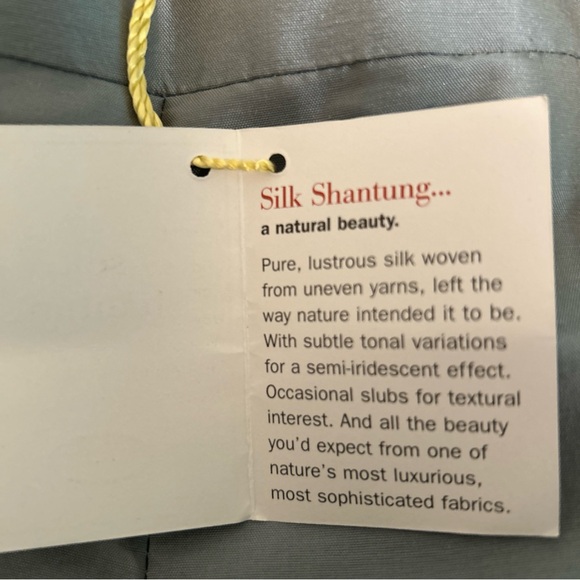 Silk Shantung...
a natural beauty.
Pure, lustrous silk woven
from uneven yarns, left the
way nature intended it to be.
With subtle tonal variations
for a semi-iridescent effect.
Occasional slubs for textural
interest. And all the beauty
you'd expect from one of
nature's most luxurious,
most sophisticated fabrics.